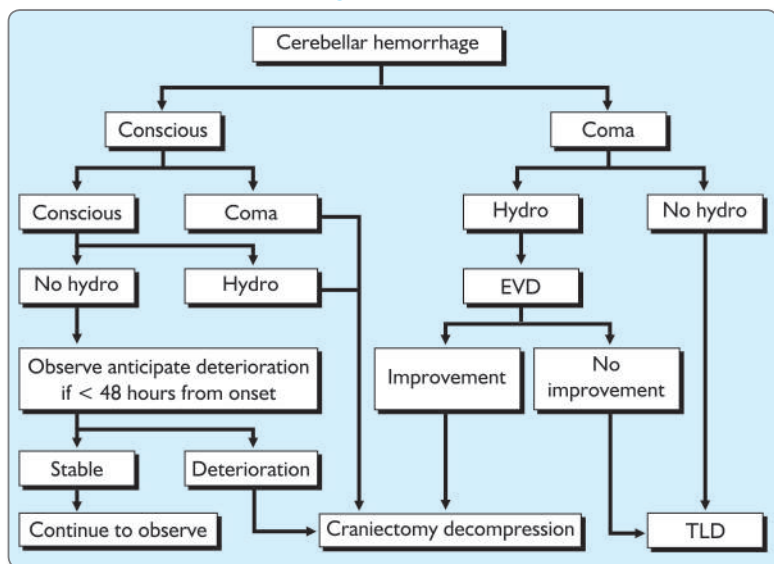 Cerebellar hemorrhage
Conscious
Coma
Conscious
Coma
Hydro
No hydro
No hydro
Hydro
EVD
Observe anticipate deterioration
if < 48 hours from onset
Improvement
No
improvement
Stable
Deterioration
Continue to observe
Craniectomy decompression
TLD